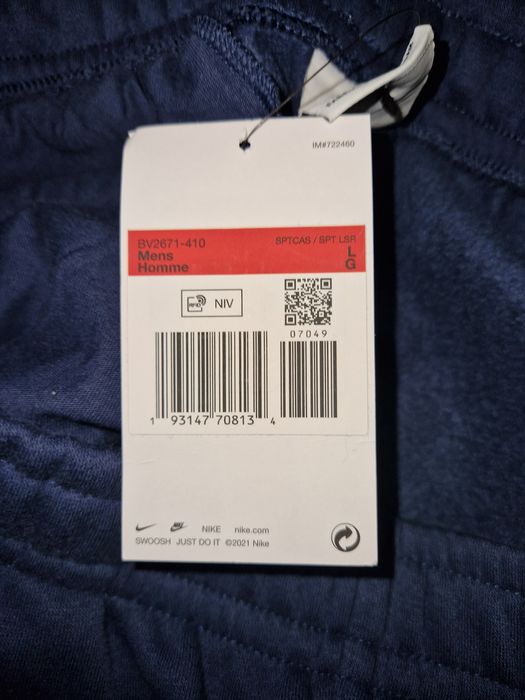 IM#722460
BV2671-410 SPTCAS / SPT LSR
Mens L
Homme G
RFID NIV
07049
1 93147 70813 4
NIKE nike.com
SWOOSH JUST DO IT ©2021 Nike